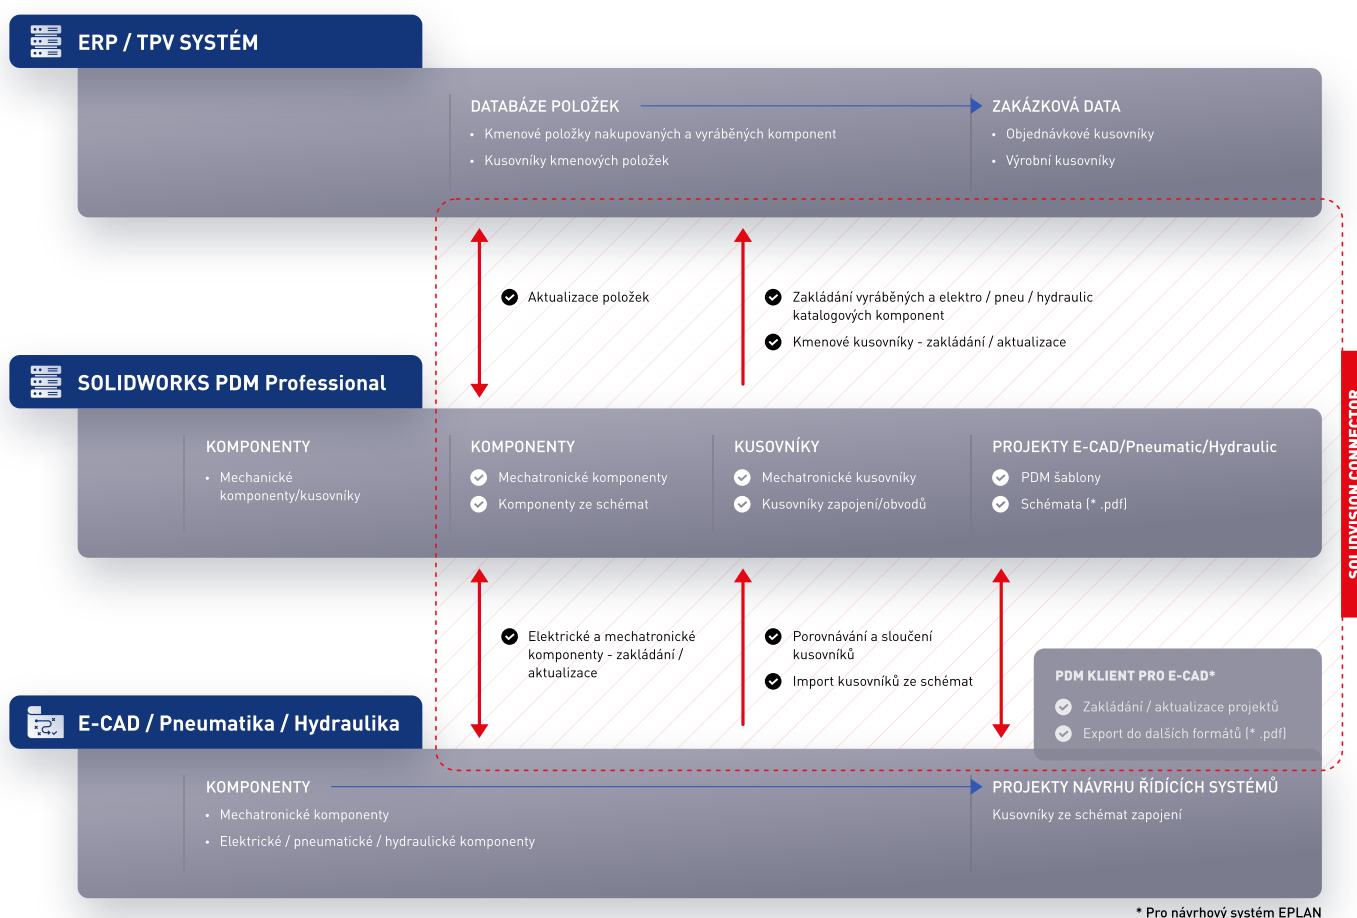 ERP / TPV SYSTÉM
DATABÁZE POLOŽEK
• Kmenové položky nakupovaných a vyráběných komponent
• Kusovníky kmenových položek
ZAKÁZKOVÁ DATA
• Objednávkové kusovníky
• Výrobní kusovníky
Aktualizace položek
Zakládání vyráběných a elektro / pneu / hydraulic
katalogových komponent
Kmenové kusovníky - zakládání / aktualizace
SOLIDWORKS PDM Professional
KOMPONENTY
• Mechanické
komponenty/kusovníky
KOMPONENTY
Mechatronické komponenty
Komponenty ze schémat
KUSOVNÍKY
Mechatronické kusovníky
Kusovníky zapojení/obvodů
PROJEKTY E-CAD/Pneumatic/Hydraulic
PDM šablony
Schémata (* .pdf)
SOLIDVISION CONNECTOR
Elektrické a mechatronické
komponenty - zakládání /
aktualizace
Porovnávání a sloučení
kusovníků
Import kusovníků ze schémat
PDM KLIENT PRO E-CAD*
Zakládání / aktualizace projektů
Export do dalších formátů (* .pdf)
E-CAD / Pneumatika / Hydraulika
KOMPONENTY
• Mechatronické komponenty
• Elektrické / pneumatické / hydraulické komponenty
PROJEKTY NÁVRHU ŘÍDÍCÍCH SYSTÉMŮ
Kusovníky ze schémat zapojení
* Pro návrhový systém EPLAN